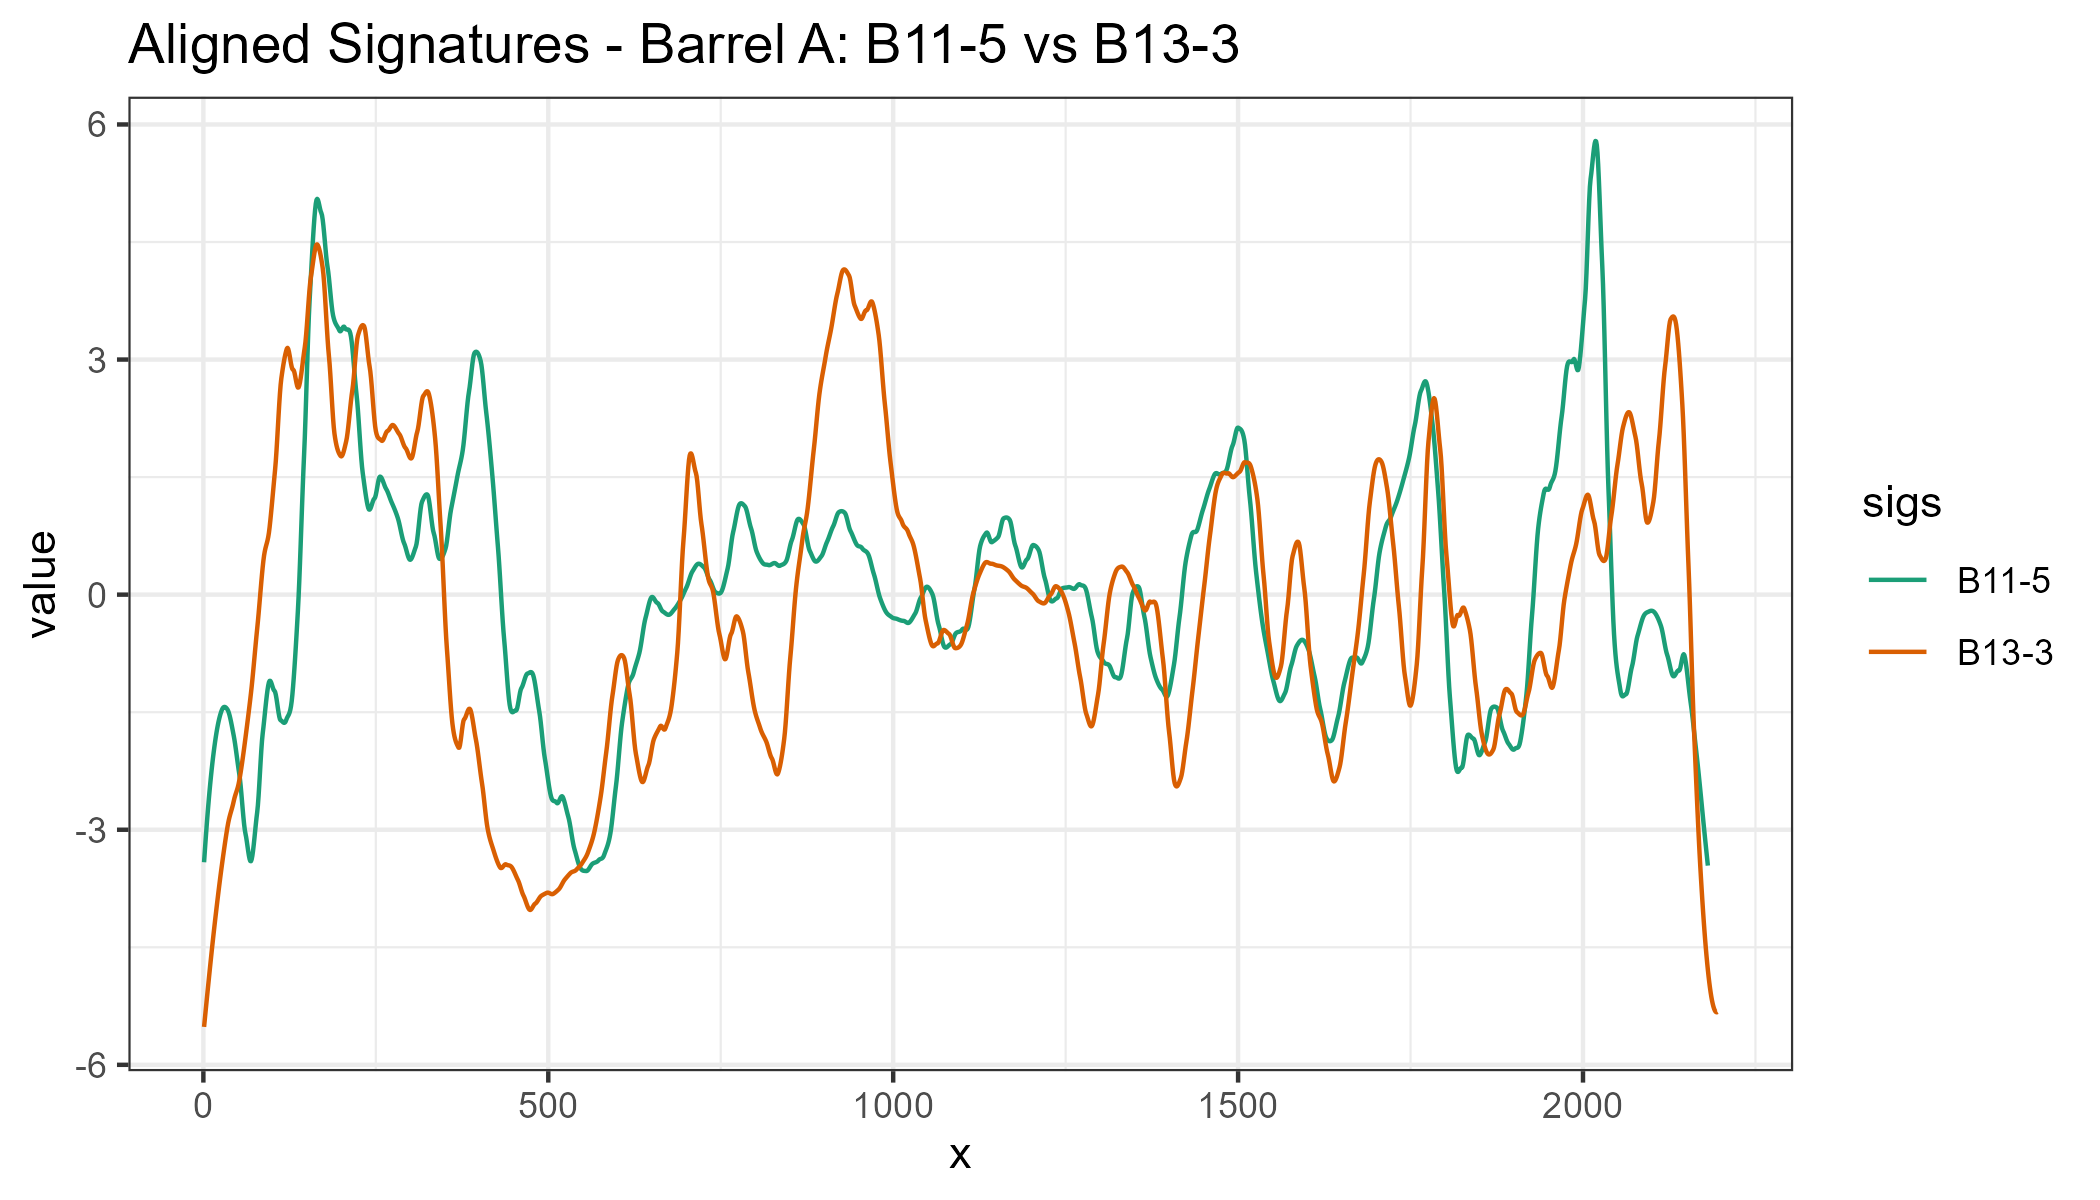 Aligned Signatures - Barrel A: B11-5 vs B13-3
value
6
3
0
-3
-6
0 500 1000 1500 2000
x
sigs
B11-5
B13-3